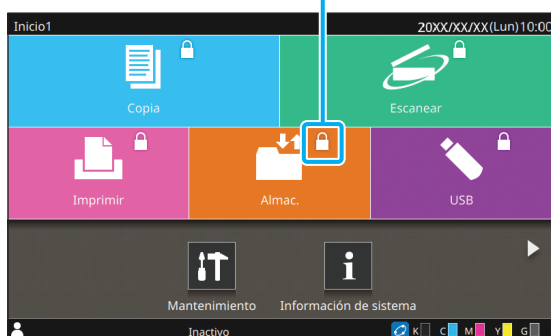 Inicio1 20XX/XX/XX(Lun)10:00
Copia Escanear
Imprimir Almac. USB
Mantenimiento Información de sistema
Inactivo K C M Y G